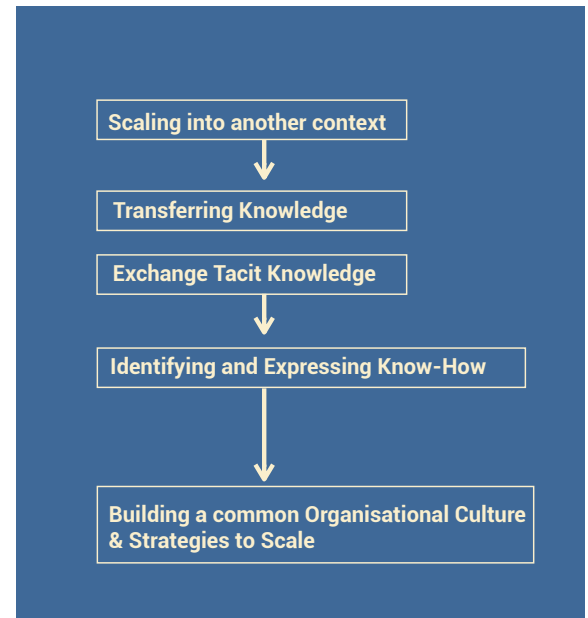 Scaling into another context
Transferring Knowledge
Exchange Tacit Knowledge
Identifying and Expressing Know-How
Building a common Organisational Culture
& Strategies to Scale